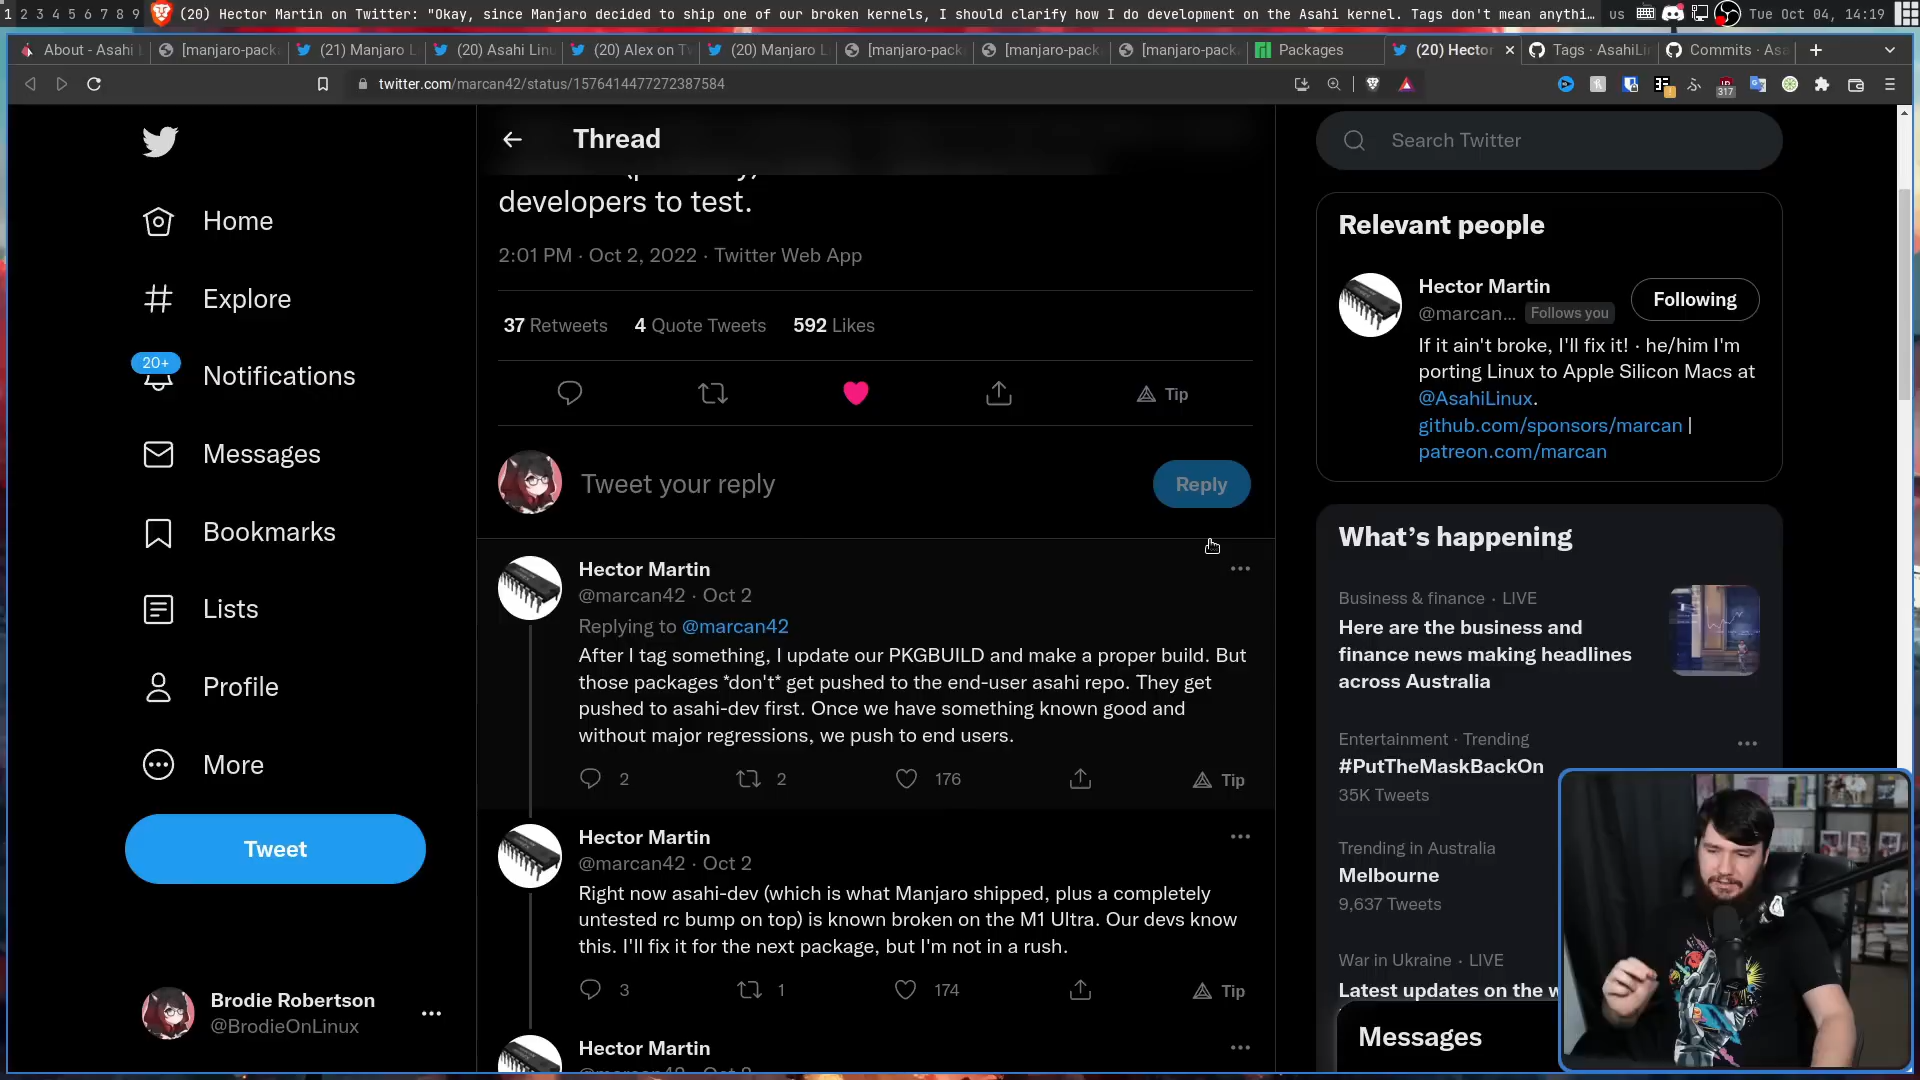 1 2 3 4 5 6 7 8 9
(20) Hector Martin on Twitter: "Okay, since Manjaro decided to ship one of our broken kernels, I should clarify how I do development on the Asahi kernel. Tags don't mean anythi...
us
Tue Oct 04, 14:19
About - Asahi
[manjaro-pack
(21) Manjaro L
(20) Asahi Linu
(20) Alex on Tw
(20) Manjaro L
[manjaro-pack
[manjaro-pack
[manjaro-pack
Packages
(20) Hector
Tags · AsahiLin
Commits · Asa
twitter.com/marcan42/status/1576414477272387584
317
Home
Explore
20+
Notifications
Messages
Bookmarks
Lists
Profile
More
Tweet
Brodie Robertson
@BrodieOnLinux
Thread
developers to test.
2:01 PM · Oct 2, 2022 · Twitter Web App
37 Retweets 4 Quote Tweets 592 Likes
Tip
Tweet your reply
Reply
Hector Martin
@marcan42 · Oct 2
Replying to @marcan42
After I tag something, I update our PKGBUILD and make a proper build. But
those packages *don't* get pushed to the end-user asahi repo. They get
pushed to asahi-dev first. Once we have something known good and
without major regressions, we push to end users.
2 2 176 Tip
Hector Martin
@marcan42 · Oct 2
Right now asahi-dev (which is what Manjaro shipped, plus a completely
untested rc bump on top) is known broken on the M1 Ultra. Our devs know
this. I'll fix it for the next package, but I'm not in a rush.
3 1 174 Tip
Hector Martin
Search Twitter
Relevant people
Hector Martin
@marcan... Follows you
Following
If it ain't broke, I'll fix it! · he/him I'm
porting Linux to Apple Silicon Macs at
@AsahiLinux.
github.com/sponsors/marcan |
patreon.com/marcan
What's happening
Business & finance · LIVE
Here are the business and
finance news making headlines
across Australia
Entertainment · Trending
#PutTheMaskBackOn
35K Tweets
Trending in Australia
Melbourne
9,637 Tweets
War in Ukraine · LIVE
Latest updates on the w
Messages